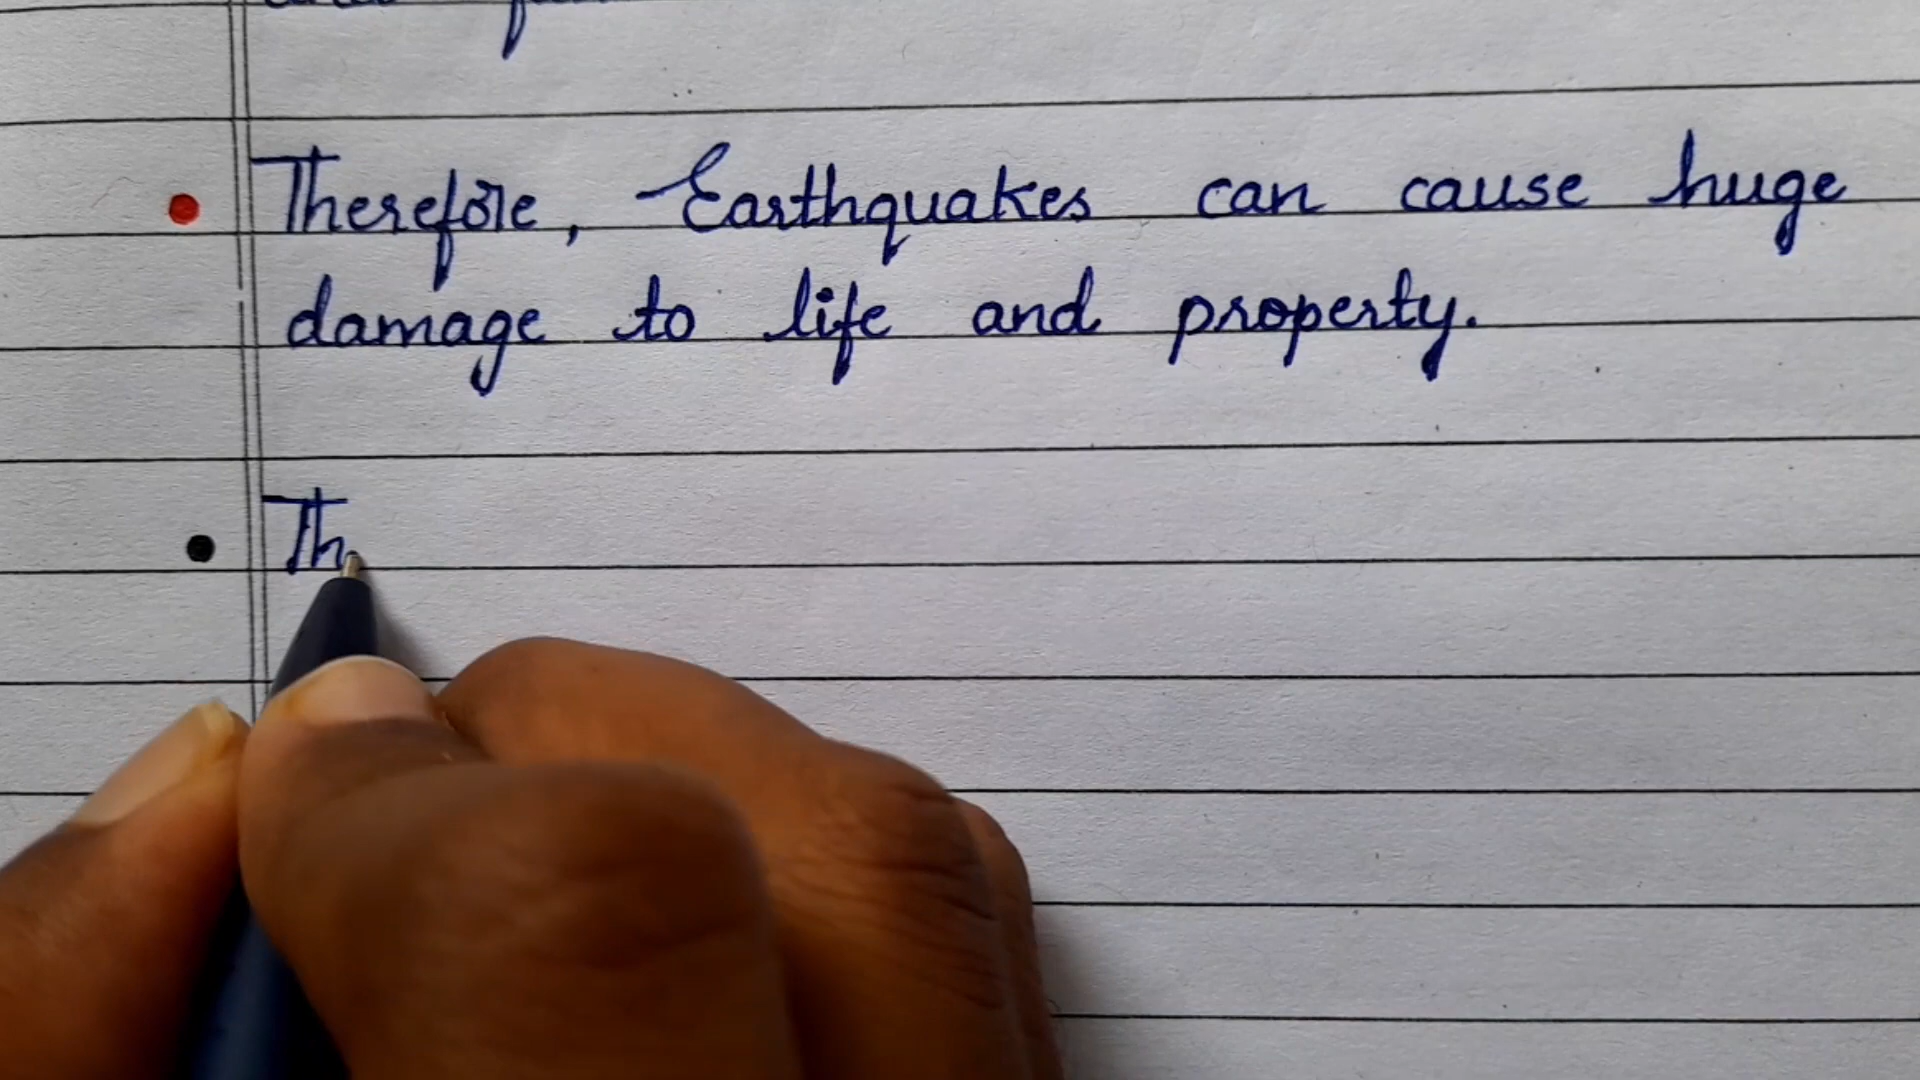 Therefore, Earthquakes can cause huge
damage to life and property.
Th